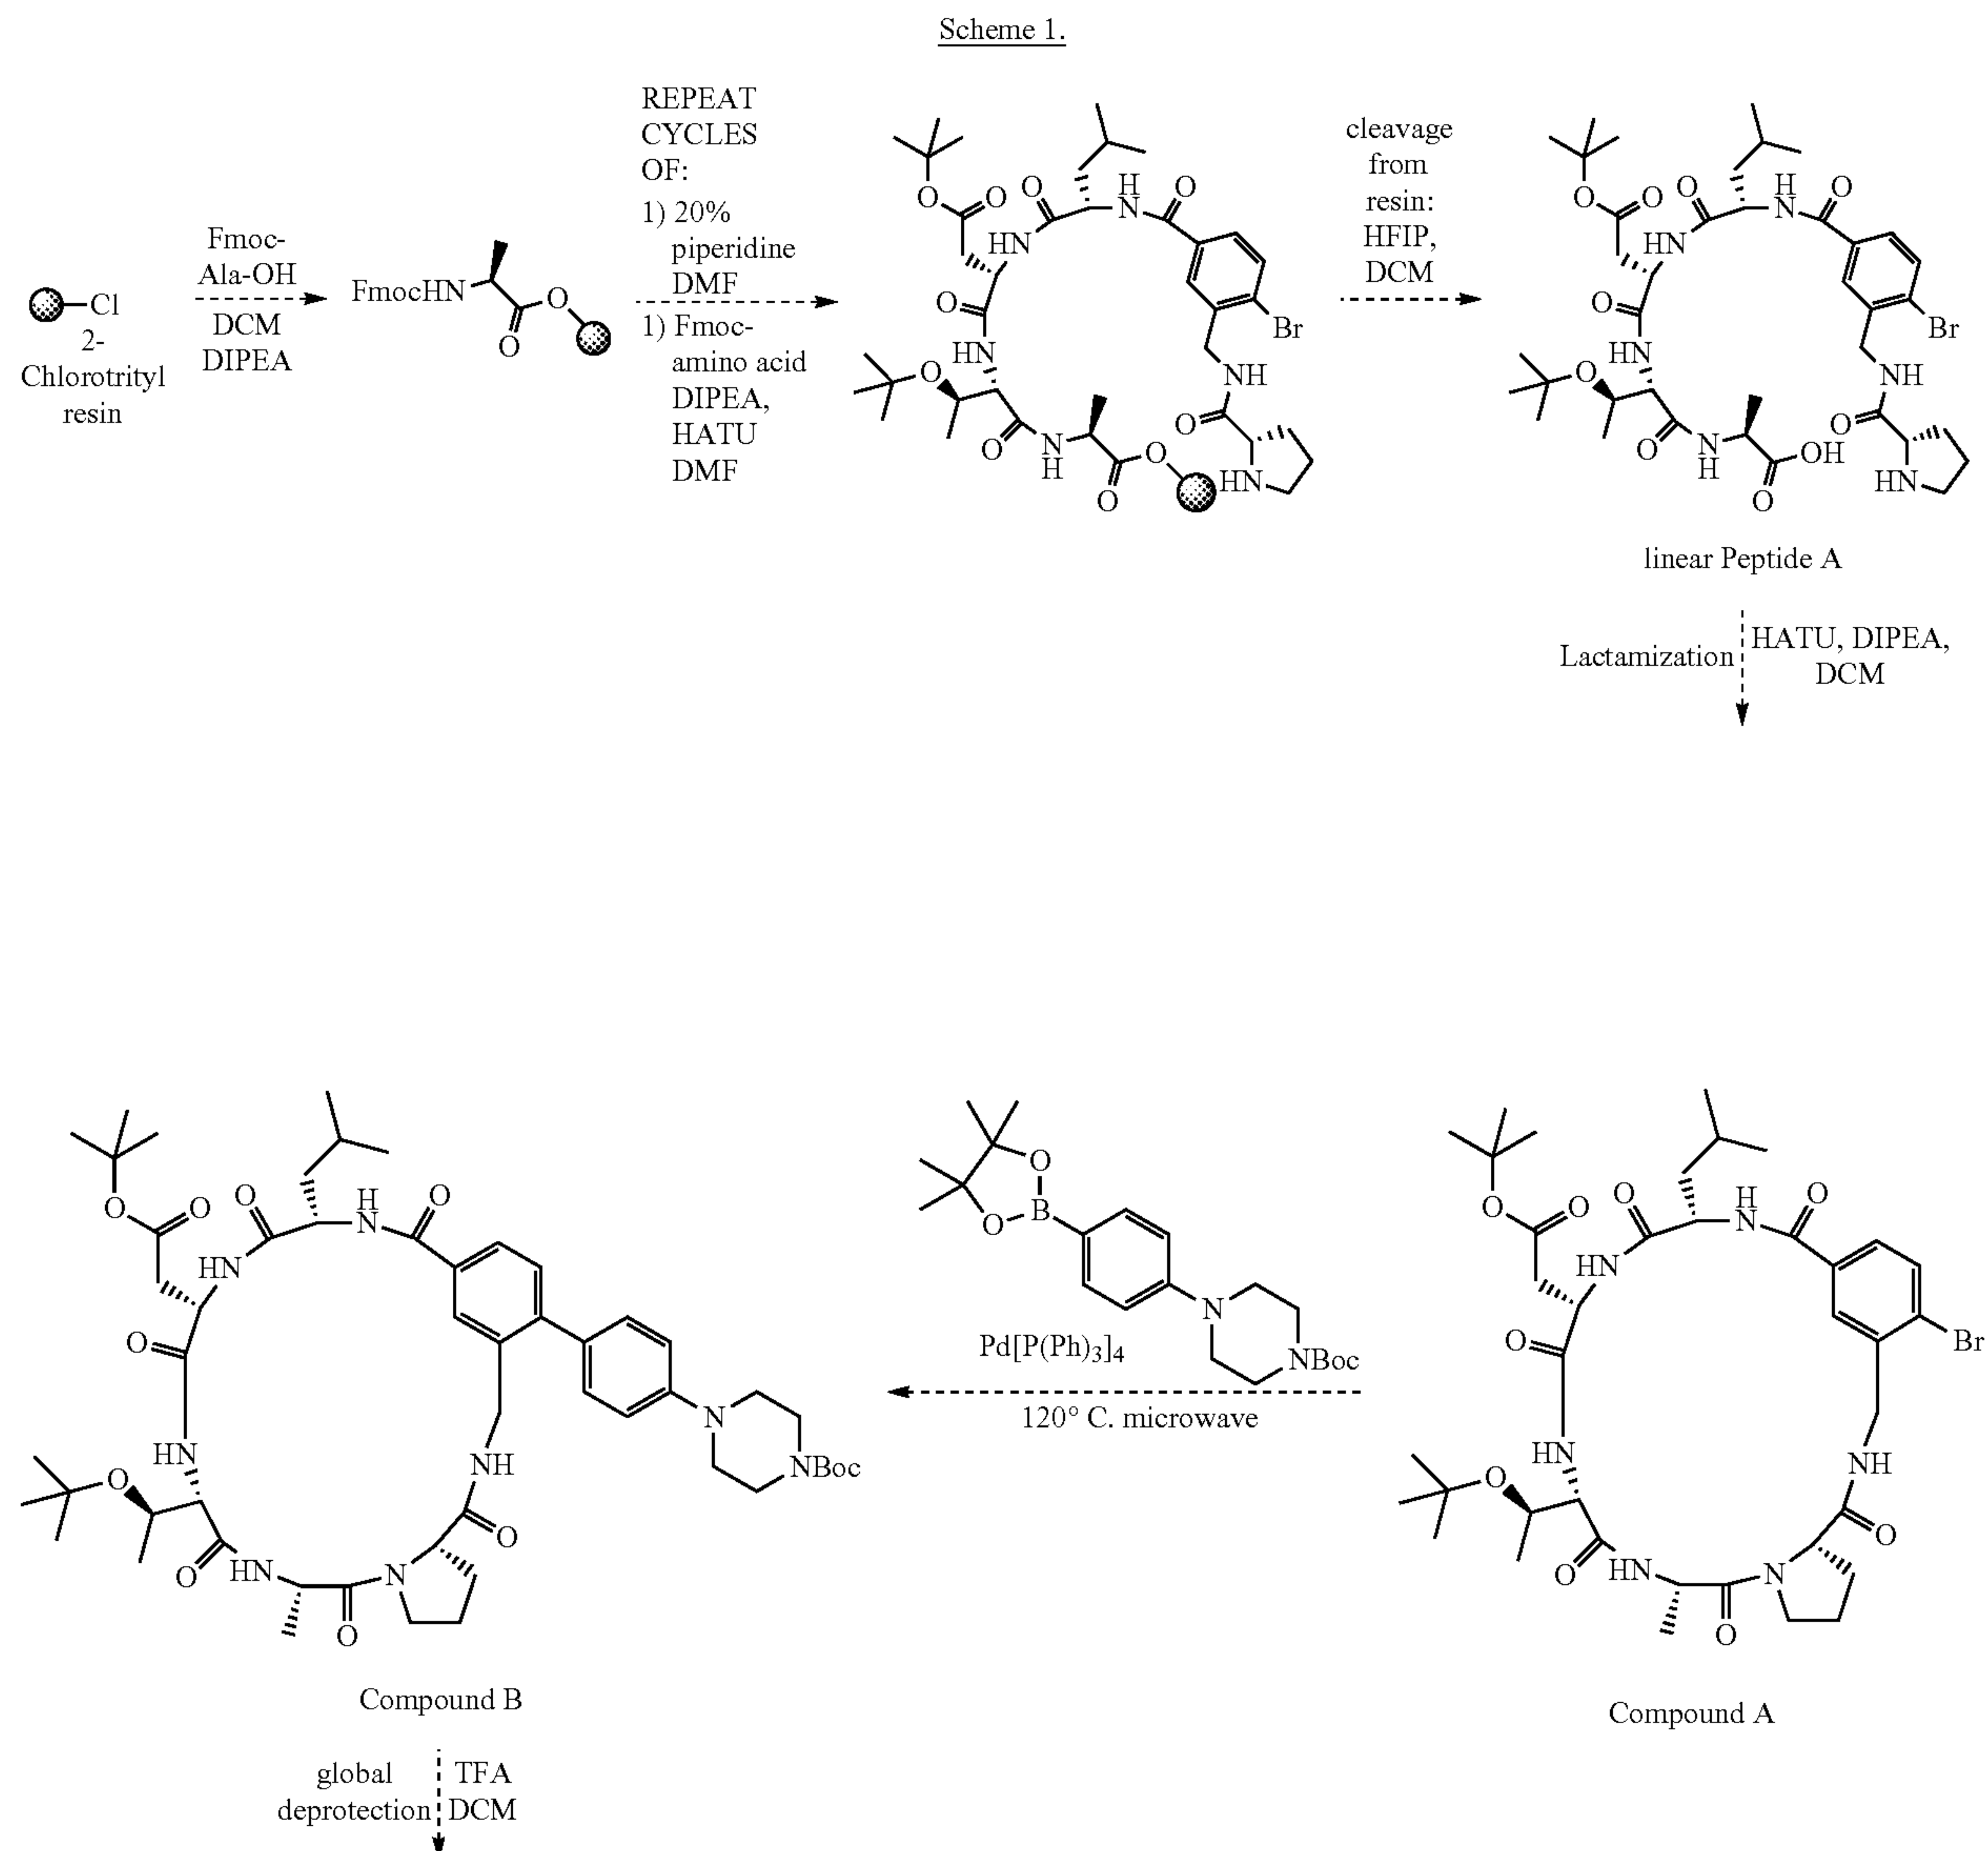 Scheme 1.
Cl
2-
Chlorotrityl
resin
Fmoc-
Ala-OH
DCM
DIPEA
FmocHN
O
O
REPEAT
CYCLES
OF:
1) 20%
piperidine
DMF
1) Fmoc-
amino acid
DIPEA,
HATU
DMF
O
O
HN
O
H
N
O
O
HN
O
O
N
H
O
O
Br
NH
O
HN
cleavage
from
resin:
HFIP,
DCM
O
O
HN
O
H
N
O
O
HN
O
O
N
H
O
OH
Br
NH
O
HN
linear Peptide A
Lactamization
HATU, DIPEA,
DCM
O
O
HN
O
H
N
O
O
HN
O
O
HN
O
N
O
NH
Br
Compound A
O
B
O
N
NBoc
Pd[P(Ph)3]4
120° C. microwave
O
O
HN
O
H
N
O
O
HN
O
O
HN
O
N
O
NH
N
NBoc
Compound B
global
deprotection
TFA
DCM